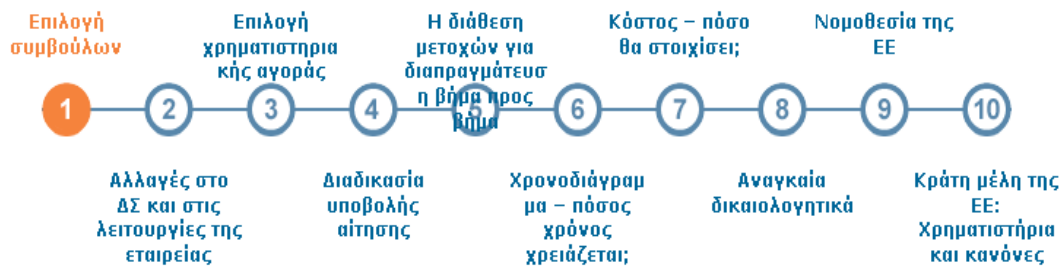 Επιλογή
συμβούλων
1
2
Αλλαγές στο
ΔΣ και στις
λειτουργίες της
εταιρείας
Επιλογή
χρηματιστηρια
κής αγοράς
3
4
Διαδικασία
υποβολής
αίτησης
Η διάθεση
μετοχών για
διαπραγμάτευσ
η βήμα προς
βήμα
5
6
Χρονοδιάγραμ
μα – πόσος
χρόνος
χρειάζεται;
Κόστος – πόσο
θα στοιχίσει;
7
8
Αναγκαία
δικαιολογητικά
Νομοθεσία της
ΕΕ
9
10
Κράτη μέλη της
ΕΕ:
Χρηματιστήρια
και κανόνες